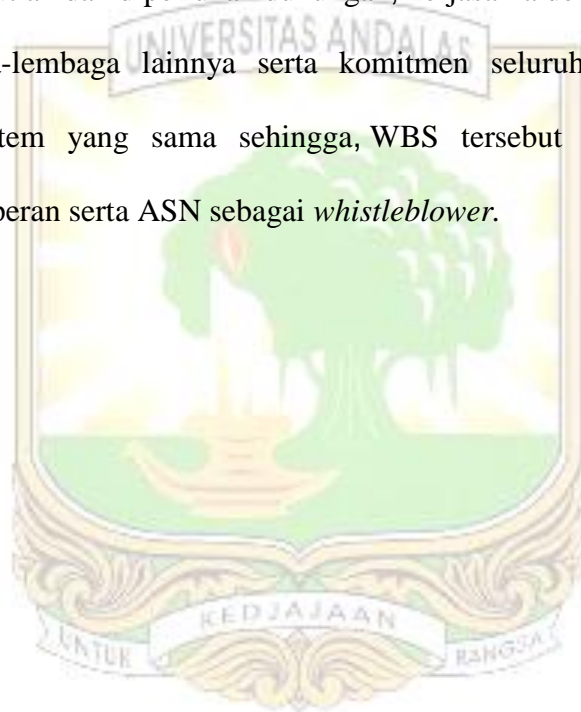 UNIVERSITAS ANDALAS
-lembaga lainnya serta komitmen seluruh
tem yang sama sehingga, WBS tersebut
peran serta ASN sebagai whistleblower.
KEDJAJAAN
UNTUK BANGSA